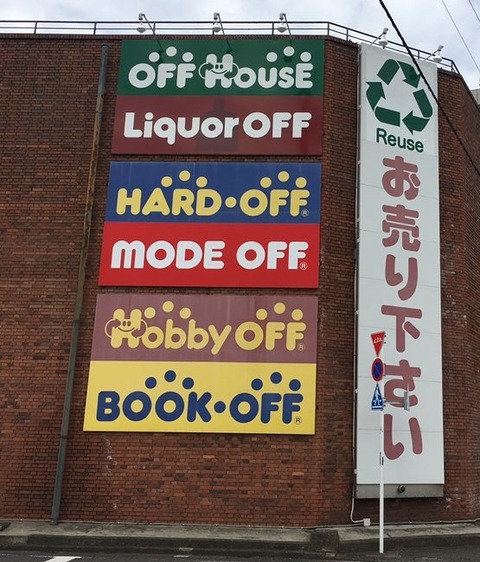 OFF HOUSE
Liquor OFF
HARD·OFF®
MODE OFF®
Hobby OFF®
BOOK·OFF®
Reuse
お売り下さい